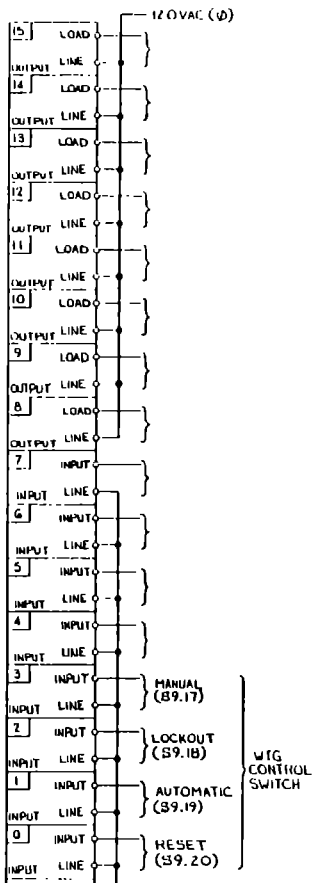 120VAC (Φ)
15 LOAD
OUTPUT LINE
14 LOAD
OUTPUT LINE
13 LOAD
OUTPUT LINE
12 LOAD
OUTPUT LINE
11 LOAD
OUTPUT LINE
10 LOAD
OUTPUT LINE
9 LOAD
OUTPUT LINE
8 LOAD
OUTPUT LINE
7 INPUT
INPUT LINE
6 INPUT
INPUT LINE
5 INPUT
INPUT LINE
4 INPUT
INPUT LINE
3 INPUT MANUAL
(S9.17)
INPUT LINE
2 INPUT LOCKOUT
(S9.18)
INPUT LINE
1 INPUT AUTOMATIC
(S9.19)
INPUT LINE
0 INPUT RESET
(S9.20)
INPUT LINE
WTG
CONTROL
SWITCH